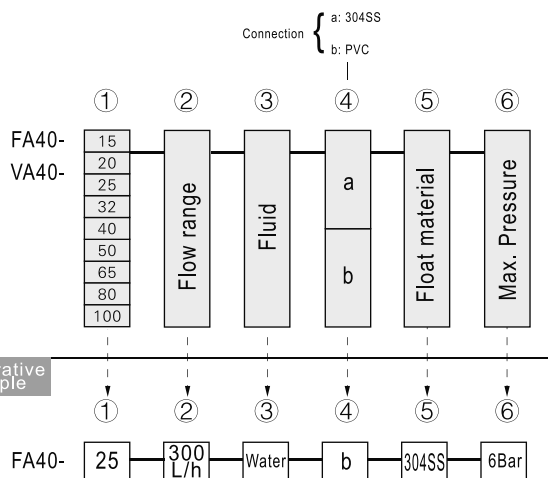 Connection { a: 304SS
b: PVC
① ② ③ ④ ⑤ ⑥
FA40-
VA40-
15
20
25
32
40
50
65
80
100
Flow range
Fluid
a
b
Float material
Max. Pressure
① ② ③ ④ ⑤ ⑥
FA40- 25 300 L/h Water b 304SS 6Bar